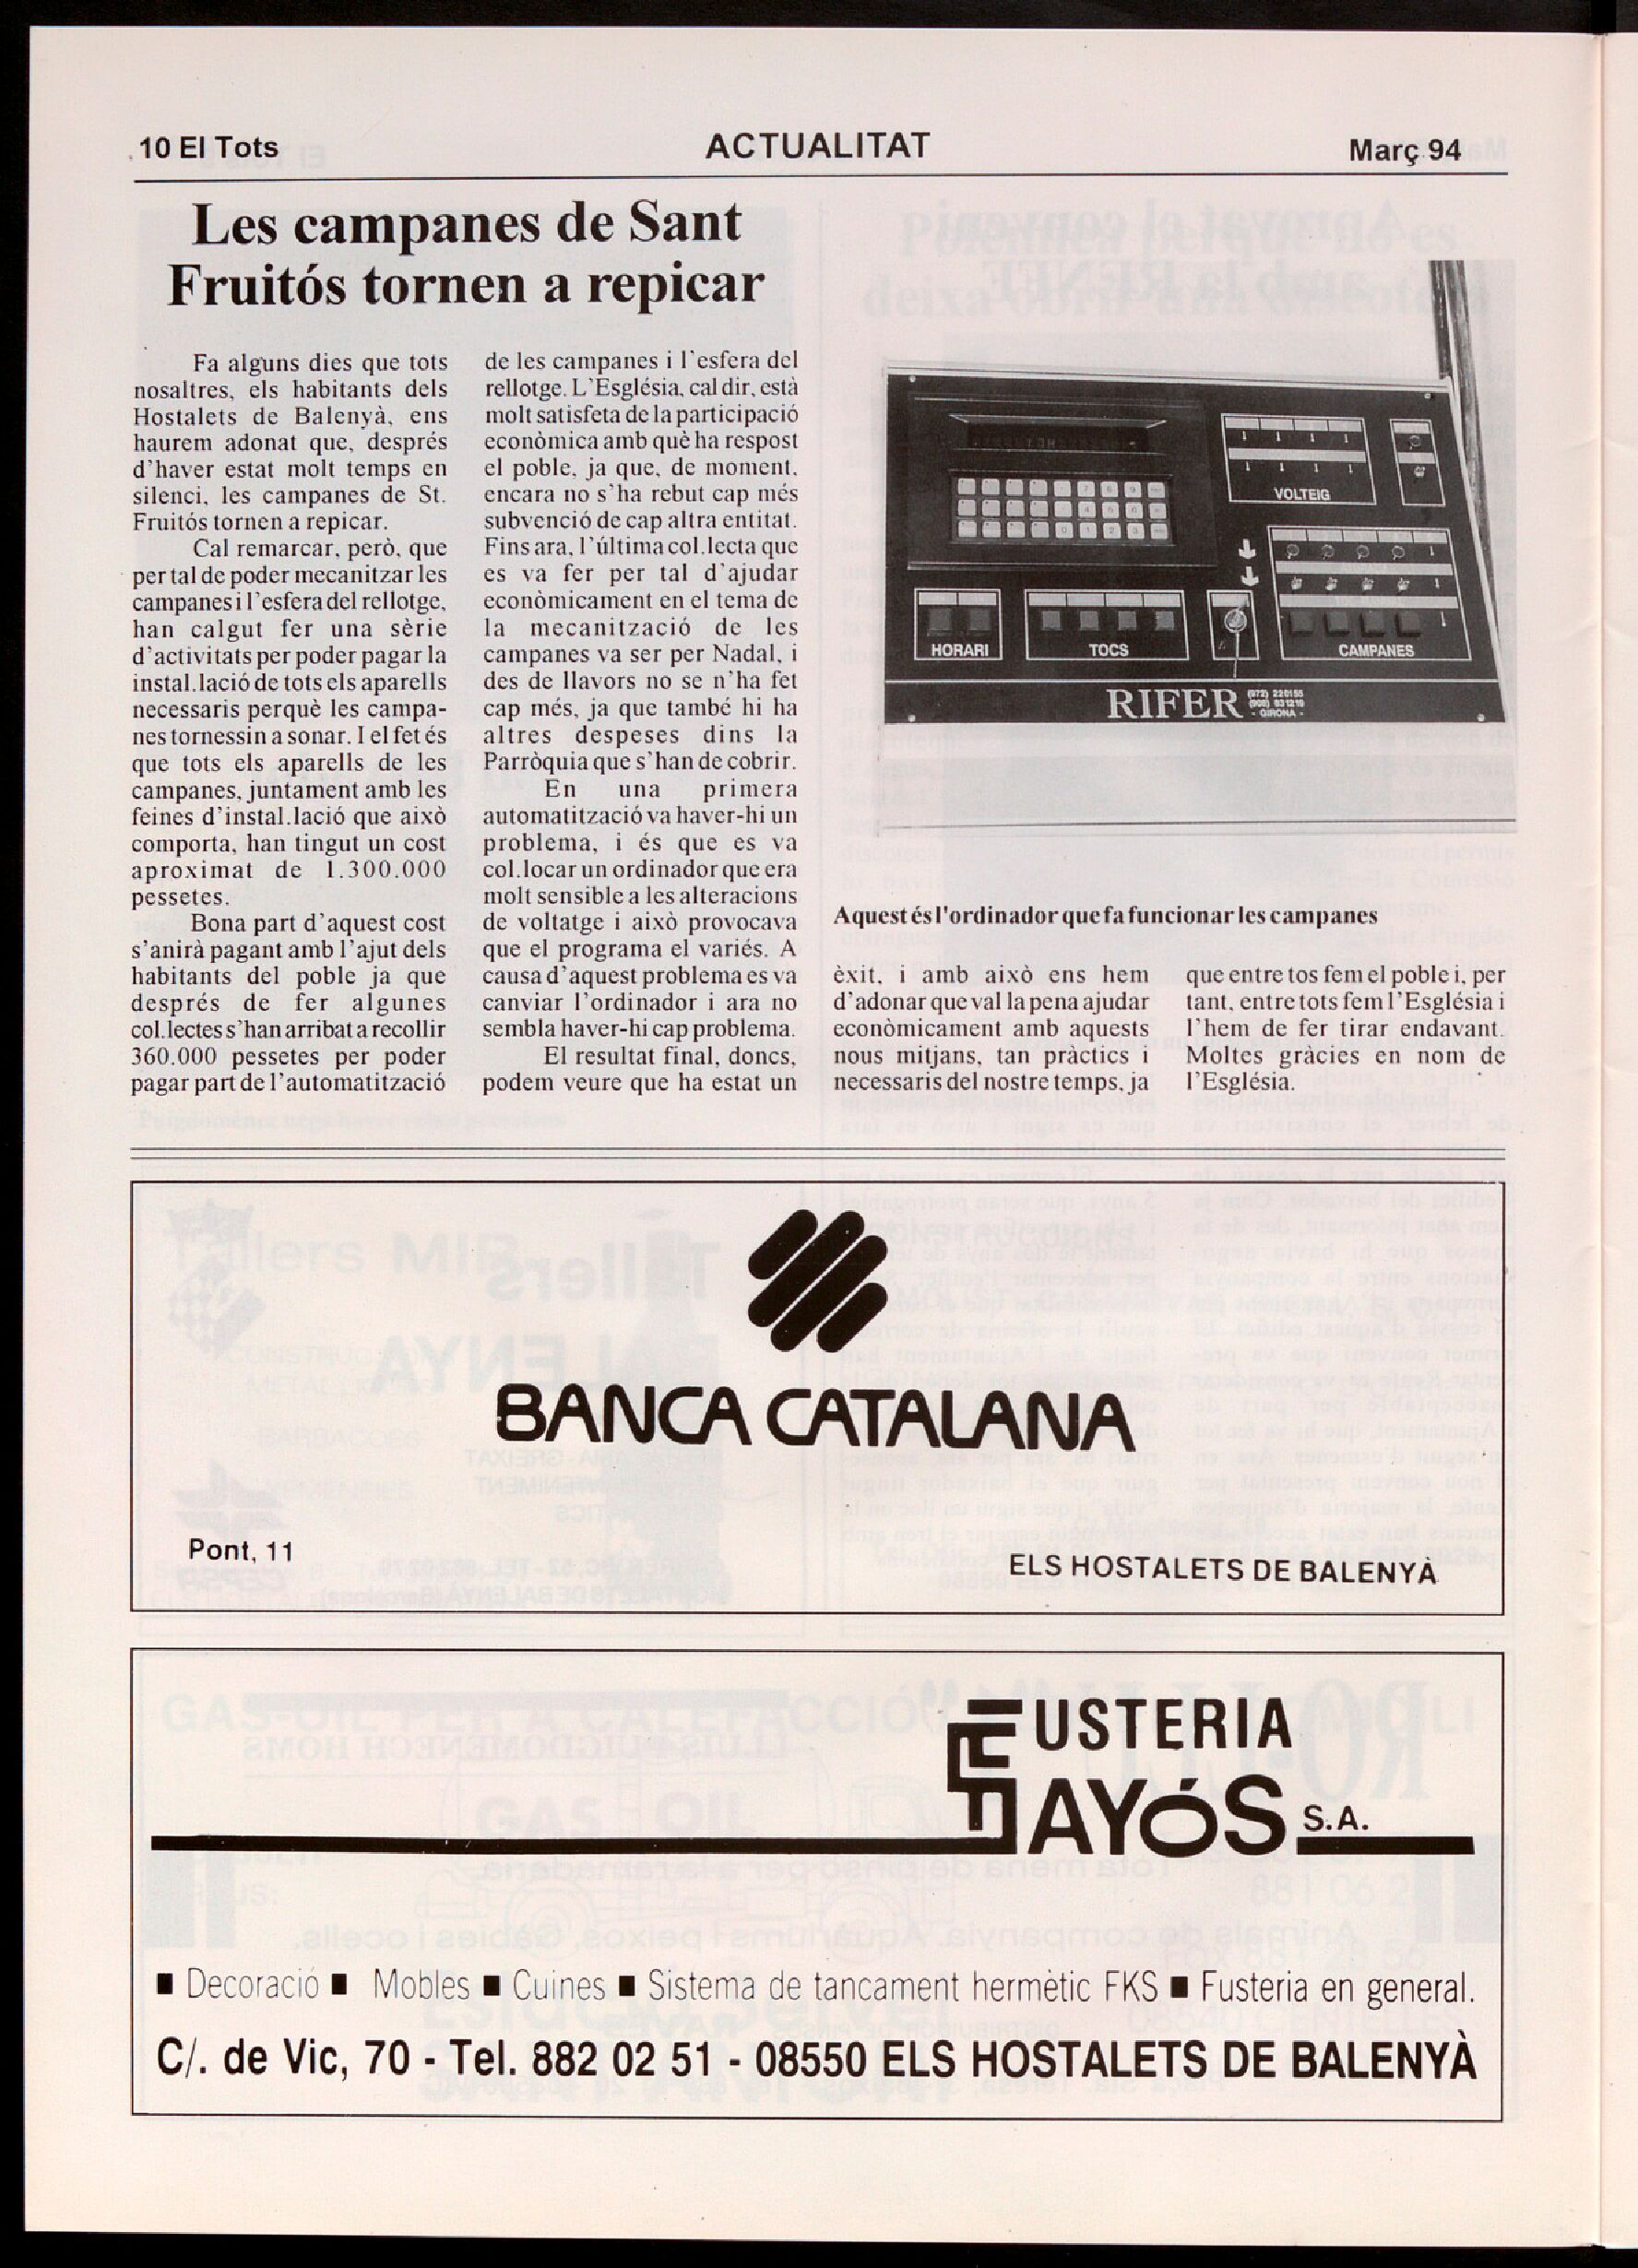 10 El Tots
ACTUALITAT
Març 94
Les campanes de Sant
Fruitós tornen a repicar
Fa alguns dies que tots
nosaltres, els habitants dels
Hostalets de Balenyà, ens
haurem adonat que, després
d'haver estat molt temps en
silenci, les campanes de St.
Fruitós tornen a repicar.
Cal remarcar, però, que
per tal de poder mecanitzar les
campanes i l'esfera del rellotge,
han calgut fer una sèrie
d'activitats per poder pagar la
instal.lació de tots els aparells
necessaris perquè les campa-
nes tornessin a sonar. I el fet és
que tots els aparells de les
campanes, juntament amb les
feines d'instal.lació que això
comporta, han tingut un cost
aproximat de 1.300.000
pessetes.
Bona part d'aquest cost
s'anirà pagant amb l'ajut dels
habitants del poble ja que
després de fer algunes
col.lectes s'han arribat a recollir
360.000 pessetes per poder
pagar part de l'automatització
de les campanes i l'esfera del
rellotge. L'Església, cal dir, està
molt satisfeta de la participació
econòmica amb què ha respost
el poble, ja que, de moment,
encara no s'ha rebut cap més
subvenció de cap altra entitat.
Fins ara, l'última col.lecta que
es va fer per tal d'ajudar
econòmicament en el tema de
la mecanització de les
campanes va ser per Nadal, i
des de llavors no se n'ha fet
cap més, ja que també hi ha
altres despeses dins la
Parròquia que s'han de cobrir.
En una primera
automatització va haver-hi un
problema, i és que es va
col.locar un ordinador que era
molt sensible a les alteracions
de voltatge i això provocava
que el programa el variés. A
causa d'aquest problema es va
canviar l'ordinador i ara no
sembla haver-hi cap problema.
El resultat final, doncs,
podem veure que ha estat un
VOLTEIG
HORARI
TOCS
CAMPANES
RIFER
(972) 220155
(908) 831219
- GIRONA -
Aquest és l'ordinador que fa funcionar les campanes
èxit, i amb això ens hem
d'adonar que val la pena ajudar
econòmicament amb aquests
nous mitjans, tan pràctics i
necessaris del nostre temps, ja
que entre tos fem el poble i, per
tant, entre tots fem l'Església i
l'hem de fer tirar endavant.
Moltes gràcies en nom de
l'Església.
BANCA CATALANA
Pont, 11
ELS HOSTALETS DE BALENYÀ
FUSTERIA
AYÓS S.A.
■ Decoració ■ Mobles ■ Cuines ■ Sistema de tancament hermètic FKS ■ Fusteria en general.
C/. de Vic, 70 - Tel. 882 02 51 - 08550 ELS HOSTALETS DE BALENYÀ